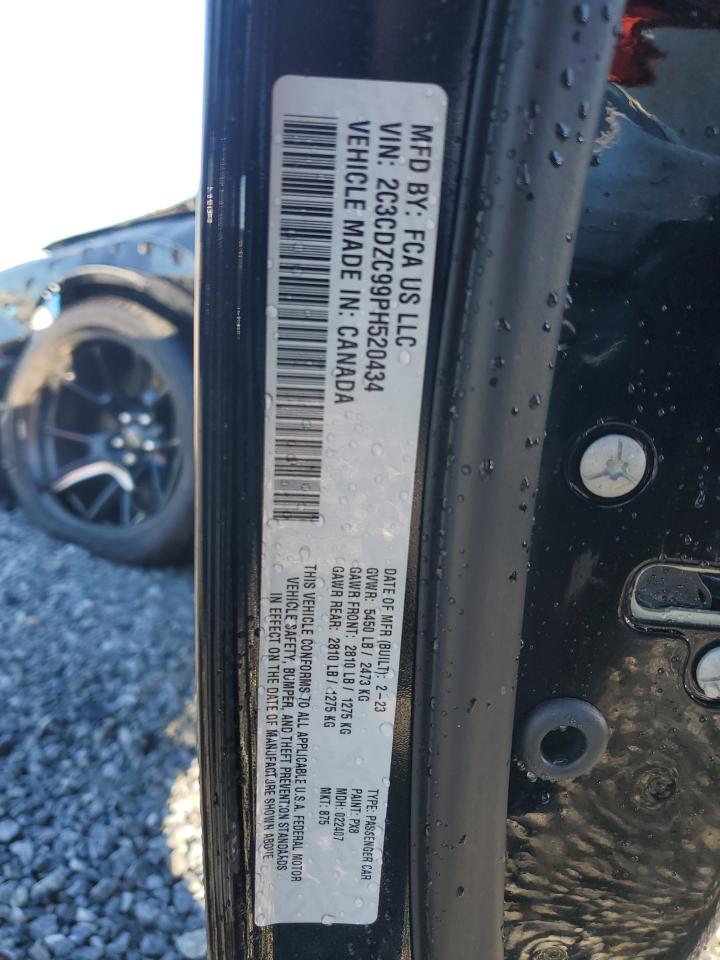 MFD BY: FCA US LLC
VIN: 2C3CDZC99PH520434
VEHICLE MADE IN: CANADA
DATE OF MFR (BUILT): 2-23
GVWR: 5450 LB / 2473 KG
GAWR FRONT: 2810 LB / 1275 KG
GAWR REAR: 2810 LB / 1275 KG
TYPE: PASSENGER CAR
PAINT: PX8
MDH: 022407
MKT: 875
THIS VEHICLE CONFORMS TO ALL APPLICABLE U.S.A. FEDERAL MOTOR
VEHICLE SAFETY, BUMPER, AND THEFT PREVENTION STANDARDS
IN EFFECT ON THE DATE OF MANUFACTURE SHOWN ABOVE